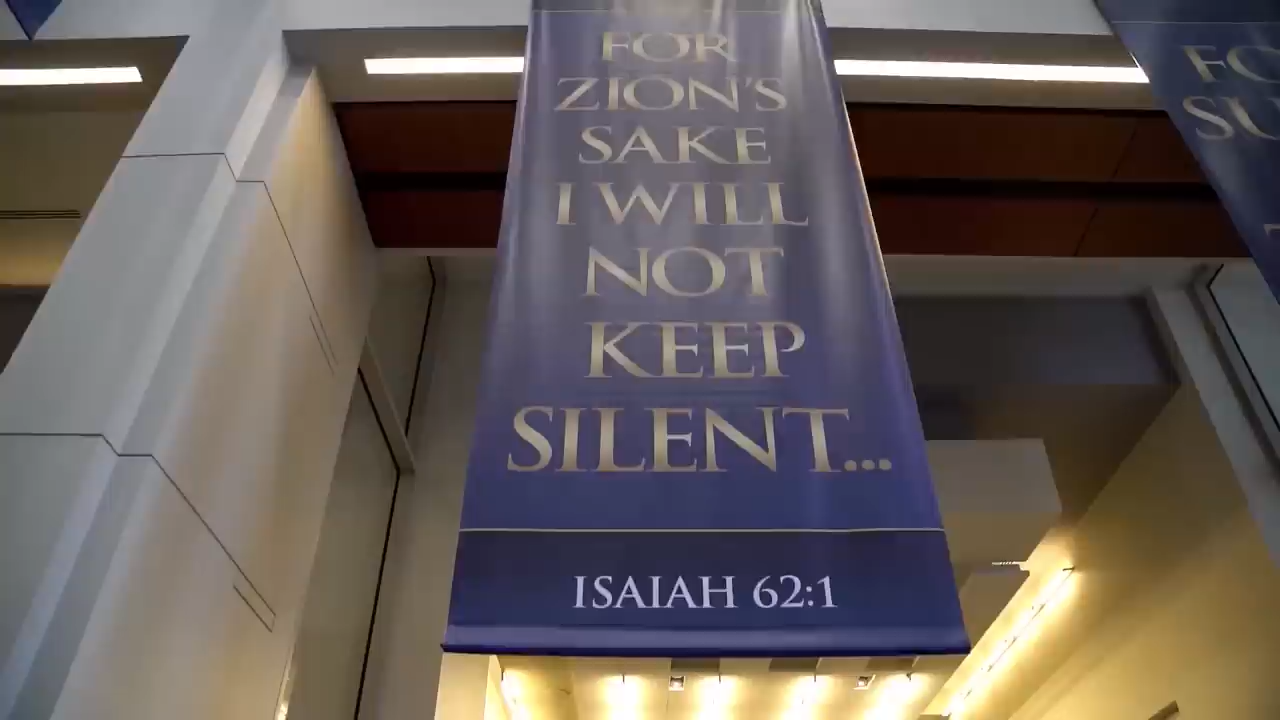 FOR
ZION'S
SAKE
I WILL
NOT
KEEP
SILENT...
ISAIAH 62:1